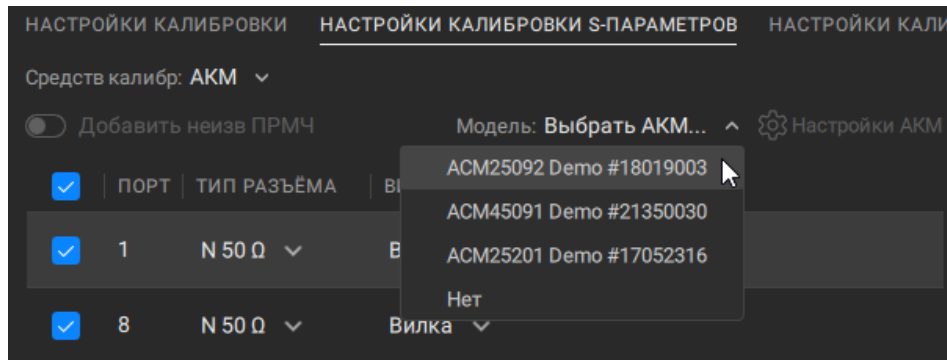 НАСТРОЙКИ КАЛИБРОВКИ НАСТРОЙКИ КАЛИБРОВКИ S-ПАРАМЕТРОВ НАСТРОЙКИ КАЛИ
Средств калибр: АКМ
Добавить неизв ПРМЧ Модель: Выбрать АКМ... Настройки АКМ
ПОРТ ТИП РАЗЪЁМА
ACM25092 Demo #18019003
ACM45091 Demo #21350030
ACM25201 Demo #17052316
Нет
1 N 50 Ω
8 N 50 Ω Вилка